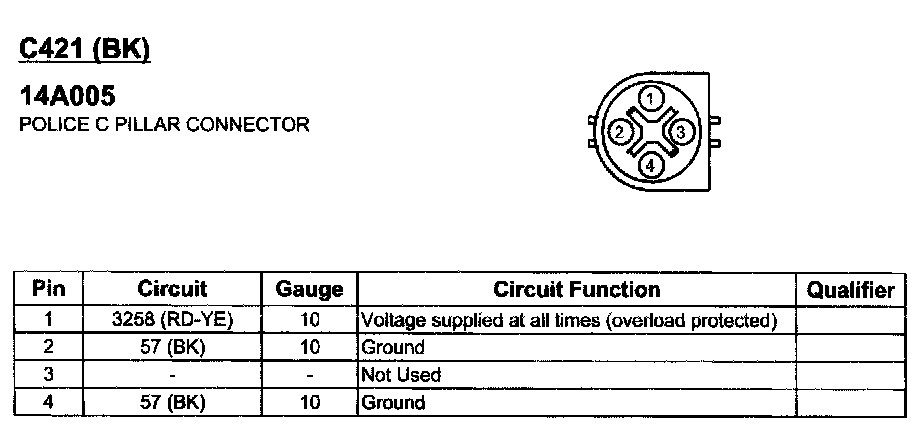 C421 (BK)
14A005
POLICE C PILLAR CONNECTOR
1
2 3
4
Pin Circuit Gauge Circuit Function Qualifier
1 3258 (RD-YE) 10 Voltage supplied at all times (overload protected)
2 57 (BK) 10 Ground
3 - - Not Used
4 57 (BK) 10 Ground